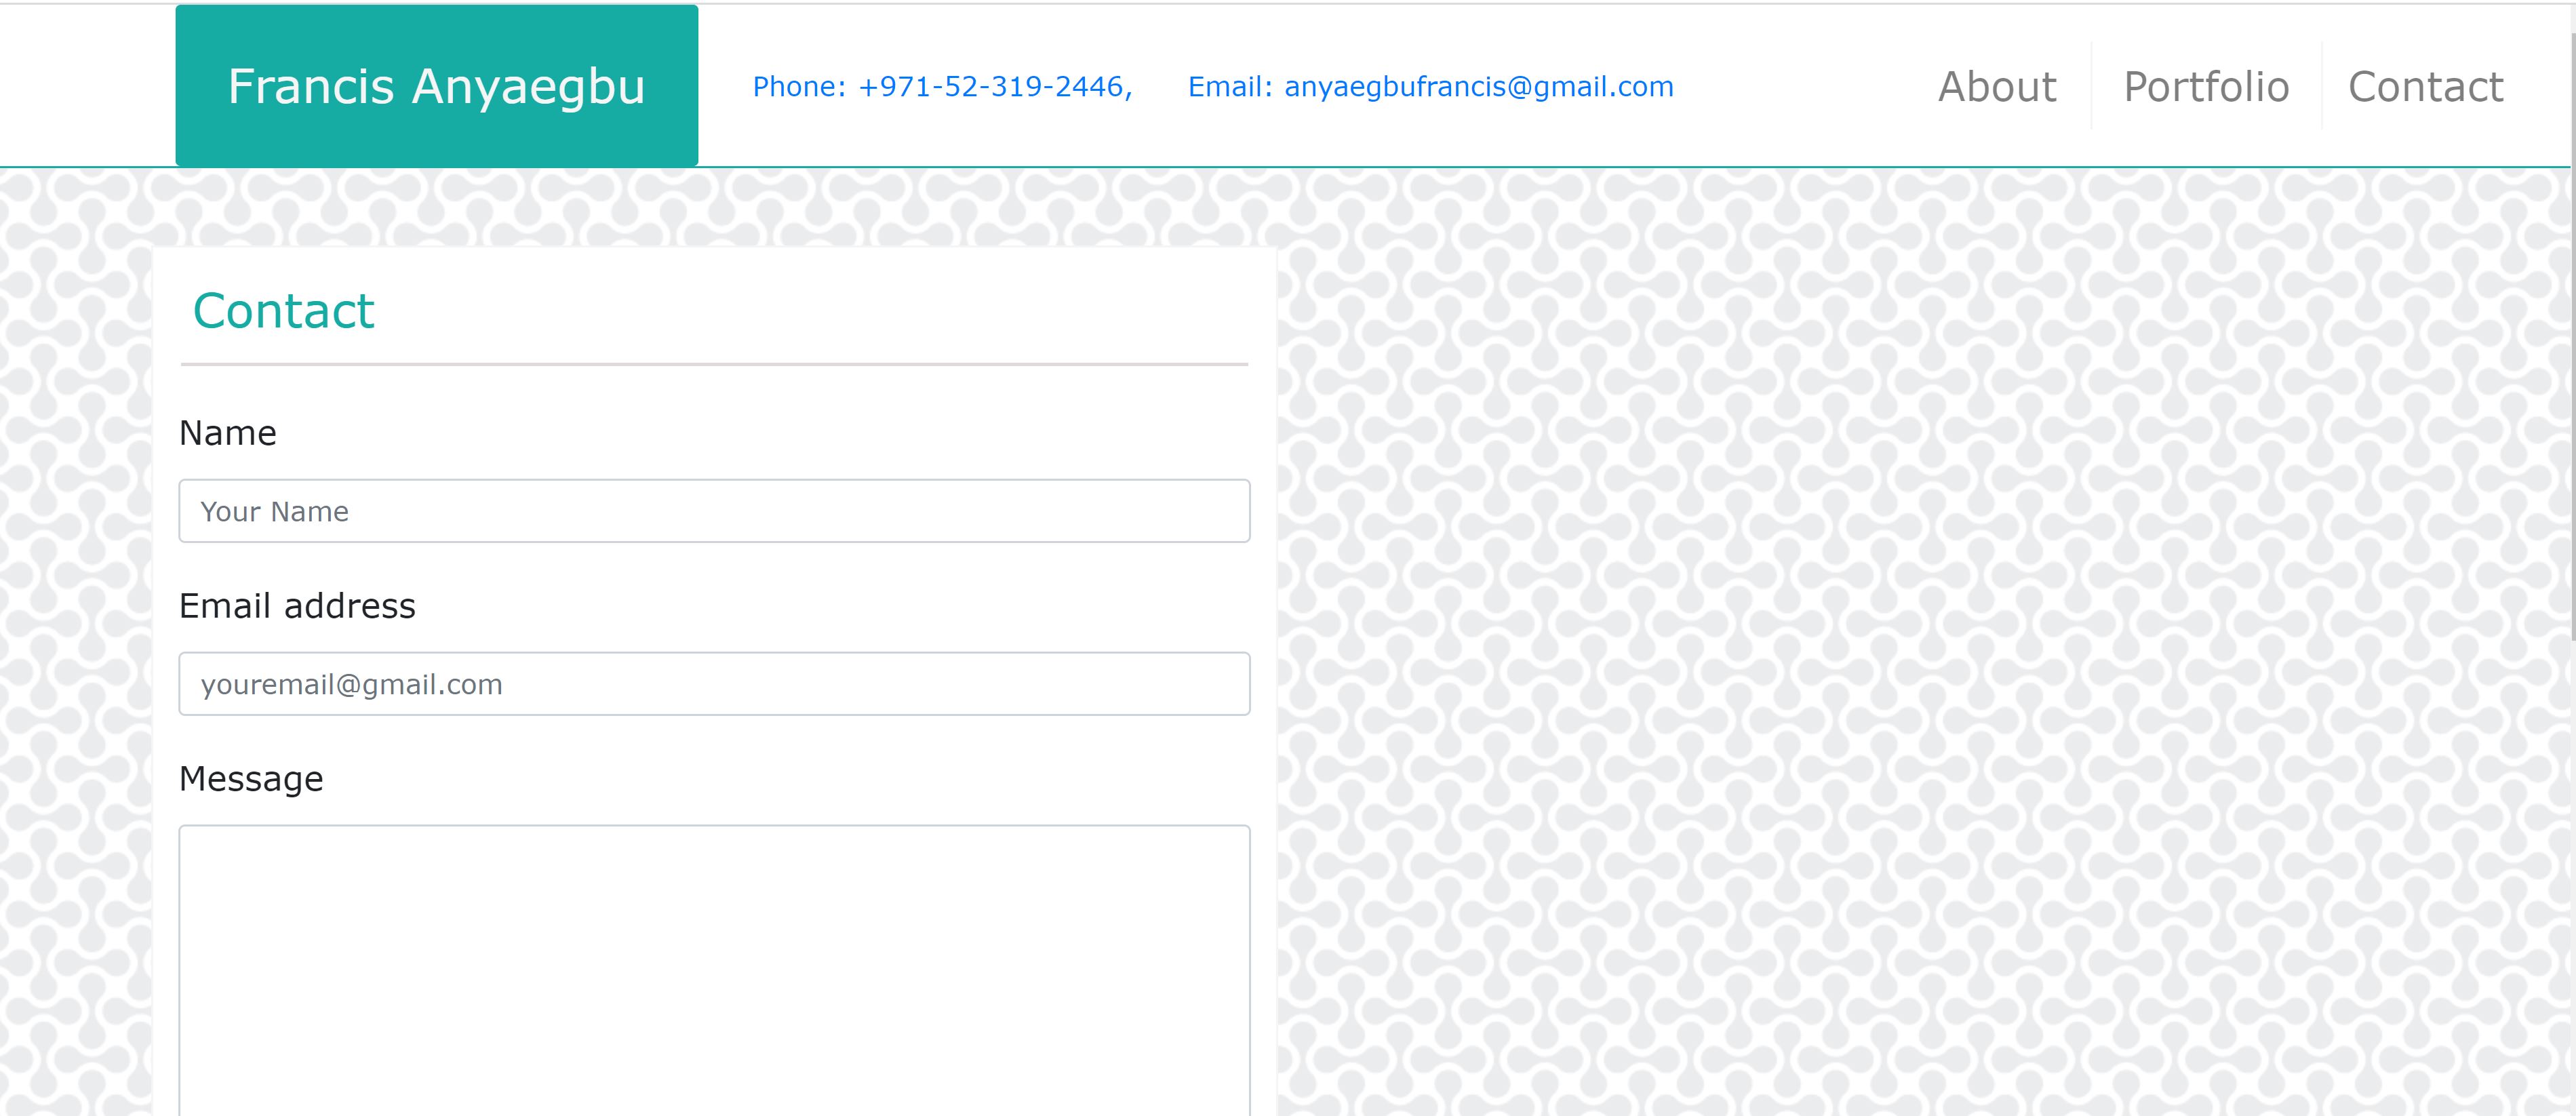 Francis Anyaegbu Phone: +971-52-319-2446, Email: anyaegbufrancis@gmail.com About Portfolio Contact
Contact
Name
Your Name
Email address
youremail@gmail.com
Message